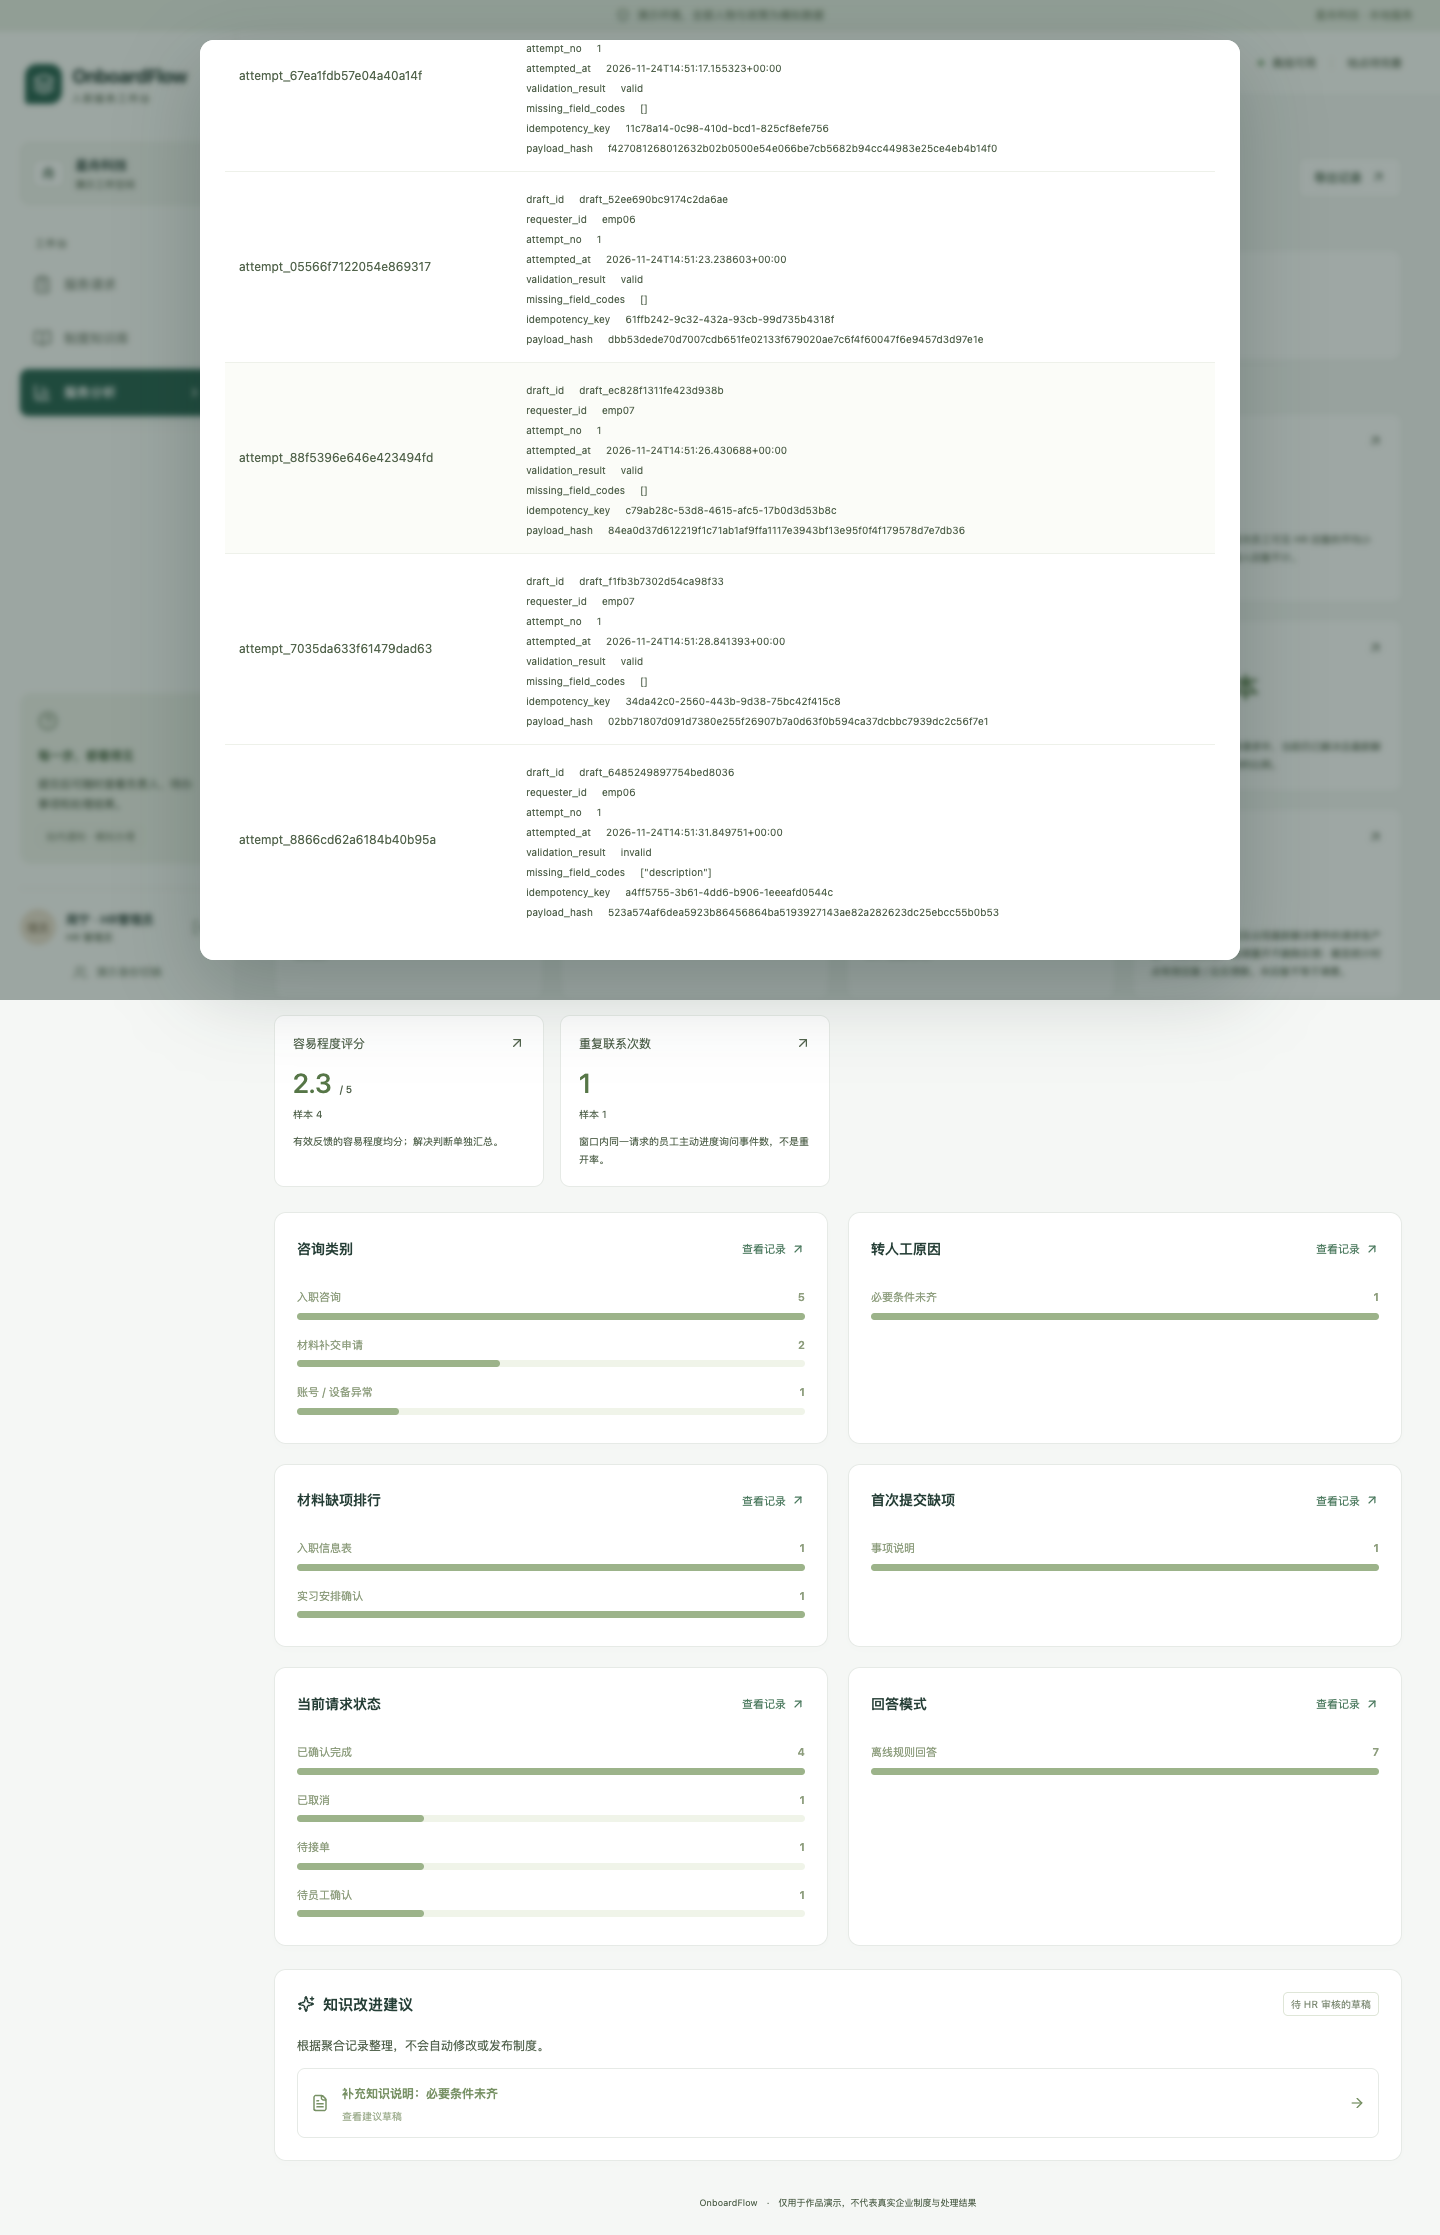 OnboardFlow
attempt_no 1
attempt_67ea1fdb57e04a40a14f
attempted_at 2026-11-24T14:51:17.155323+00:00
validation_result valid
missing_field_codes []
idempotency_key 11c78a14-0c98-410d-bcd1-825cf8efe756
payload_hash f427081268012632b02b0500e54e066be7cb5682b94cc44983e25ce4eb4b14f0
draft_id draft_52ee690bc9174c2da6ae
requester_id emp06
attempt_no 1
attempted_at 2026-11-24T14:51:23.238603+00:00
attempt_05566f7122054e869317
validation_result valid
missing_field_codes []
idempotency_key 61ffb242-9c32-432a-93cb-99d735b4318f
payload_hash dbb53dede70d7007cdb651fe02133f679020ae7c6f4f60047f6e9457d3d97e1e
draft_id draft_ec828f1311fe423d938b
requester_id emp07
attempt_no 1
attempted_at 2026-11-24T14:51:26.430688+00:00
attempt_88f5396e646e423494fd
validation_result valid
missing_field_codes []
idempotency_key c79ab28c-53d8-4615-afc5-17b0d3d53b8c
payload_hash 84ea0d37d612219f1c71ab1af9ffa1117e3943bf13e95f0f4f179578d7e7db36
draft_id draft_f1fb3b7302d54ca98f33
requester_id emp07
attempt_no 1
attempted_at 2026-11-24T14:51:28.841393+00:00
attempt_7035da633f61479dad63
validation_result valid
missing_field_codes []
idempotency_key 34da42c0-2560-443b-9d38-75bc42f415c8
payload_hash 02bb71807d091d7380e255f26907b7a0d63f0b594ca37dcbbc7939dc2c56f7e1
draft_id draft_6485249897754bed8036
requester_id emp06
attempt_no 1
attempted_at 2026-11-24T14:51:31.849751+00:00
attempt_8866cd62a6184b40b95a
validation_result invalid
missing_field_codes ["description"]
idempotency_key a4ff5755-3b61-4dd6-b906-1eeeafd0544c
payload_hash 523a574af6dea5923b86456864ba5193927143ae82a282623dc25ebcc55b0b53
容易程度评分
2.3 / 5
样本 4
有效反馈的容易程度均分；解决判断单独汇总。
重复联系次数
1
样本 1
窗口内同一请求的员工主动进度询问事件数，不是重
开率。
咨询类别 查看记录
入职咨询 5
材料补交申请 2
账号 / 设备异常 1
转人工原因 查看记录
必要条件未齐 1
材料缺项排行 查看记录
入职信息表 1
实习安排确认 1
首次提交缺项 查看记录
事项说明 1
当前请求状态 查看记录
已确认完成 4
已取消 1
待接单 1
待员工确认 1
回答模式 查看记录
离线规则回答 7
知识改进建议 待 HR 审核的草稿
根据聚合记录整理，不会自动修改或发布制度。
补充知识说明：必要条件未齐
查看建议草稿
OnboardFlow · 仅用于作品演示，不代表真实企业制度与处理结果